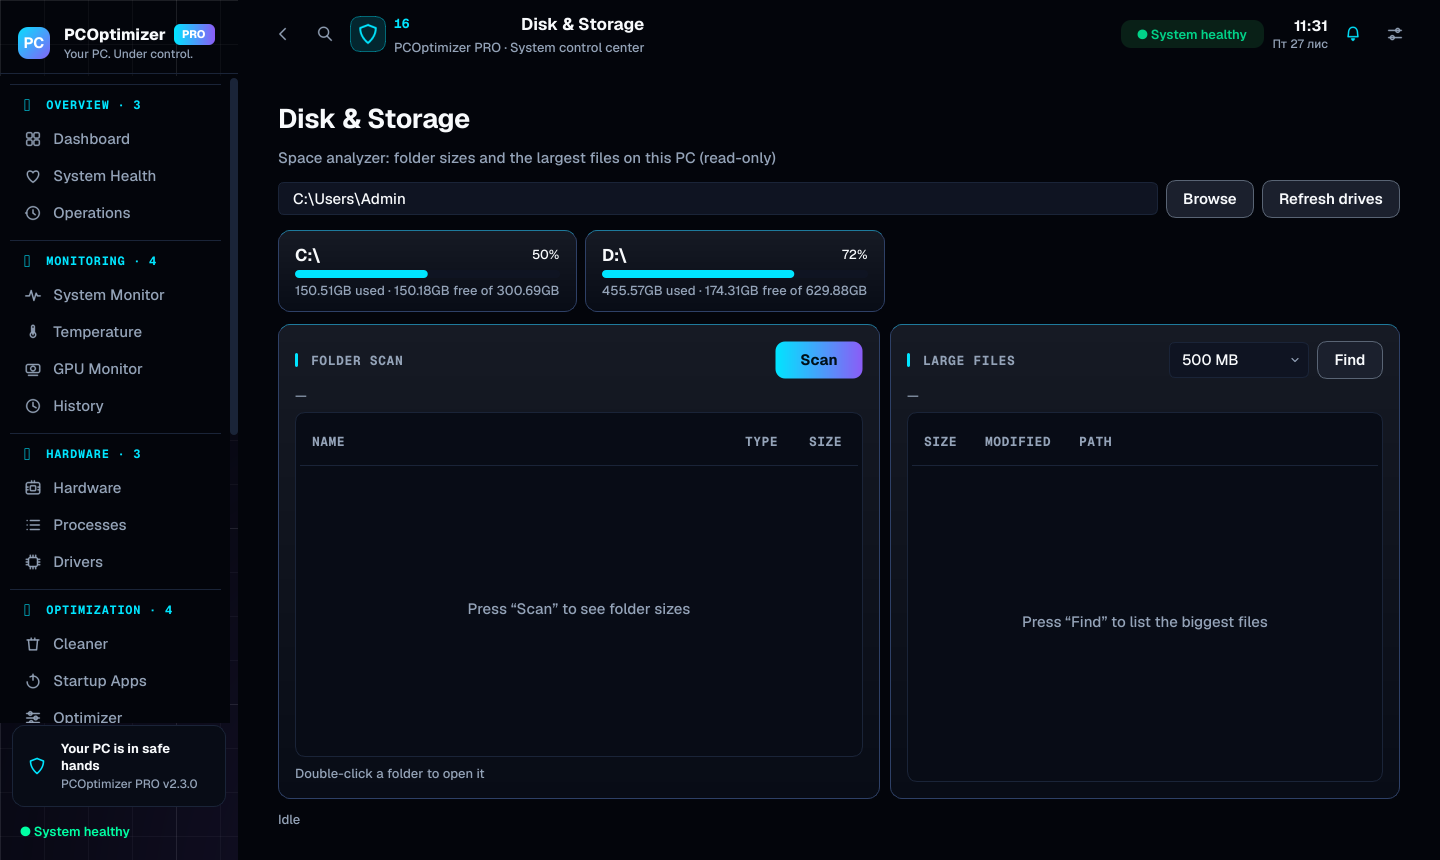 PC
PCOptimizer PRO
Your PC. Under control.
OVERVIEW · 3
Dashboard
System Health
Operations
MONITORING · 4
System Monitor
Temperature
GPU Monitor
History
HARDWARE · 3
Hardware
Processes
Drivers
OPTIMIZATION · 4
Cleaner
Startup Apps
Optimizer
Your PC is in safe
hands
PCOptimizer PRO v2.3.0
System healthy
16 Disk & Storage
PCOptimizer PRO · System control center
System healthy
11:31
Пт 27 лис
Disk & Storage
Space analyzer: folder sizes and the largest files on this PC (read-only)
C:\Users\Admin Browse Refresh drives
C:\ 50%
150.51GB used · 150.18GB free of 300.69GB
D:\ 72%
455.57GB used · 174.31GB free of 629.88GB
FOLDER SCAN Scan
—
NAME TYPE SIZE
Press “Scan” to see folder sizes
Double-click a folder to open it
LARGE FILES 500 MB Find
—
SIZE MODIFIED PATH
Press “Find” to list the biggest files
Idle